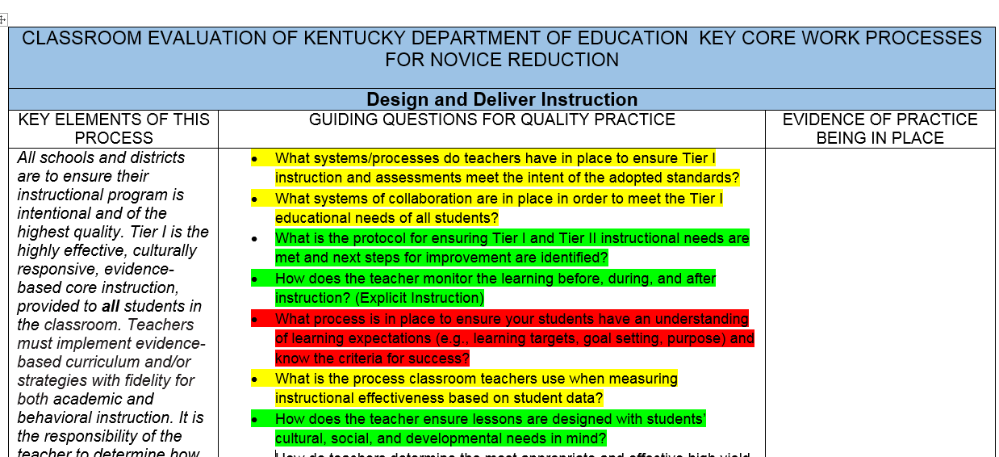 CLASSROOM EVALUATION OF KENTUCKY DEPARTMENT OF EDUCATION  KEY CORE WORK PROCESSES
FOR NOVICE REDUCTION
Design and Deliver Instruction
KEY ELEMENTS OF THIS
PROCESS
GUIDING QUESTIONS FOR QUALITY PRACTICE
EVIDENCE OF PRACTICE
BEING IN PLACE
All schools and districts
are to ensure their
instructional program is
intentional and of the
highest quality. Tier I is the
highly effective, culturally
responsive, evidence-
based core instruction,
provided to all students in
the classroom. Teachers
must implement evidence-
based curriculum and/or
strategies with fidelity for
both academic and
behavioral instruction. It is
the responsibility of the
teacher to determine how
• What systems/processes do teachers have in place to ensure Tier I
instruction and assessments meet the intent of the adopted standards?
• What systems of collaboration are in place in order to meet the Tier I
educational needs of all students?
• What is the protocol for ensuring Tier I and Tier II instructional needs are
met and next steps for improvement are identified?
• How does the teacher monitor the learning before, during, and after
instruction? (Explicit Instruction)
• What process is in place to ensure your students have an understanding
of learning expectations (e.g., learning targets, goal setting, purpose) and
know the criteria for success?
• What is the process classroom teachers use when measuring
instructional effectiveness based on student data?
• How does the teacher ensure lessons are designed with students’
cultural, social, and developmental needs in mind?
How do teachers determine the most appropriate and effective high yield